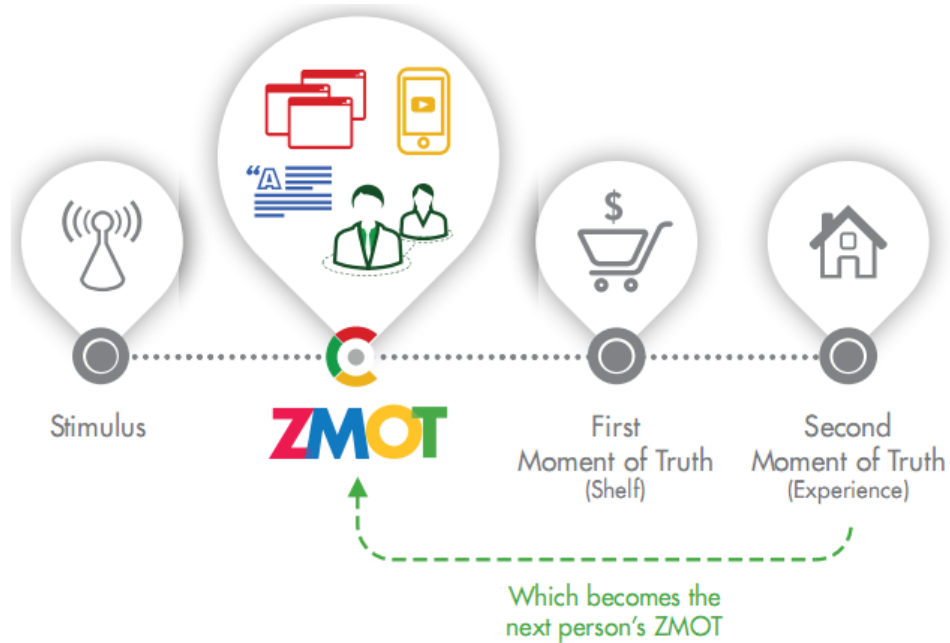 “A
$
Stimulus
ZMOT
First
Moment of Truth
(Shelf)
Second
Moment of Truth
(Experience)
Which becomes the
next person’s ZMOT